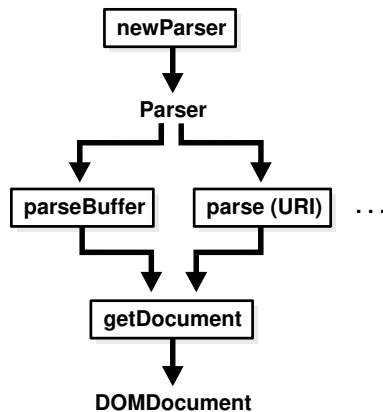 newParser
Parser
parseBuffer
parse (URI)
. . .
getDocument
DOMDocument